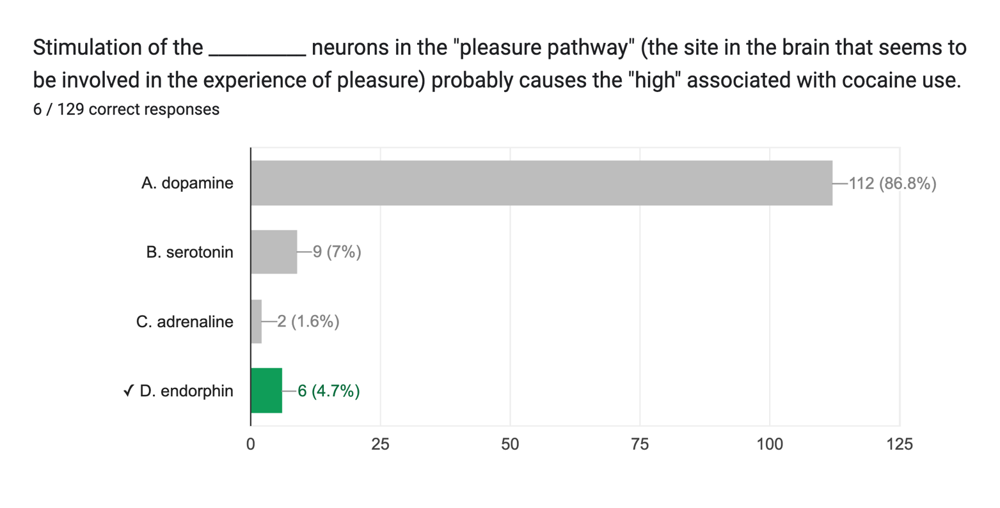 Stimulation of the __________ neurons in the "pleasure pathway" (the site in the brain that seems to
be involved in the experience of pleasure) probably causes the "high" associated with cocaine use.
6 / 129 correct responses
A. dopamine
112 (86.8%)
B. serotonin
9 (7%)
C. adrenaline
2 (1.6%)
✓ D. endorphin
6 (4.7%)
0 25 50 75 100 125